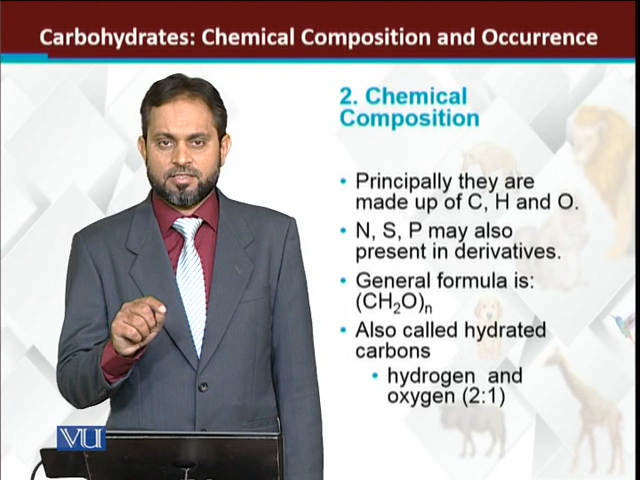 Carbohydrates: Chemical Composition and Occurrence
2. Chemical
Composition
• Principally they are
made up of C, H and O.
• N, S, P may also
present in derivatives.
• General formula is:
(CH₂O)ₙ
• Also called hydrated
carbons
• hydrogen and
oxygen (2:1)
VU